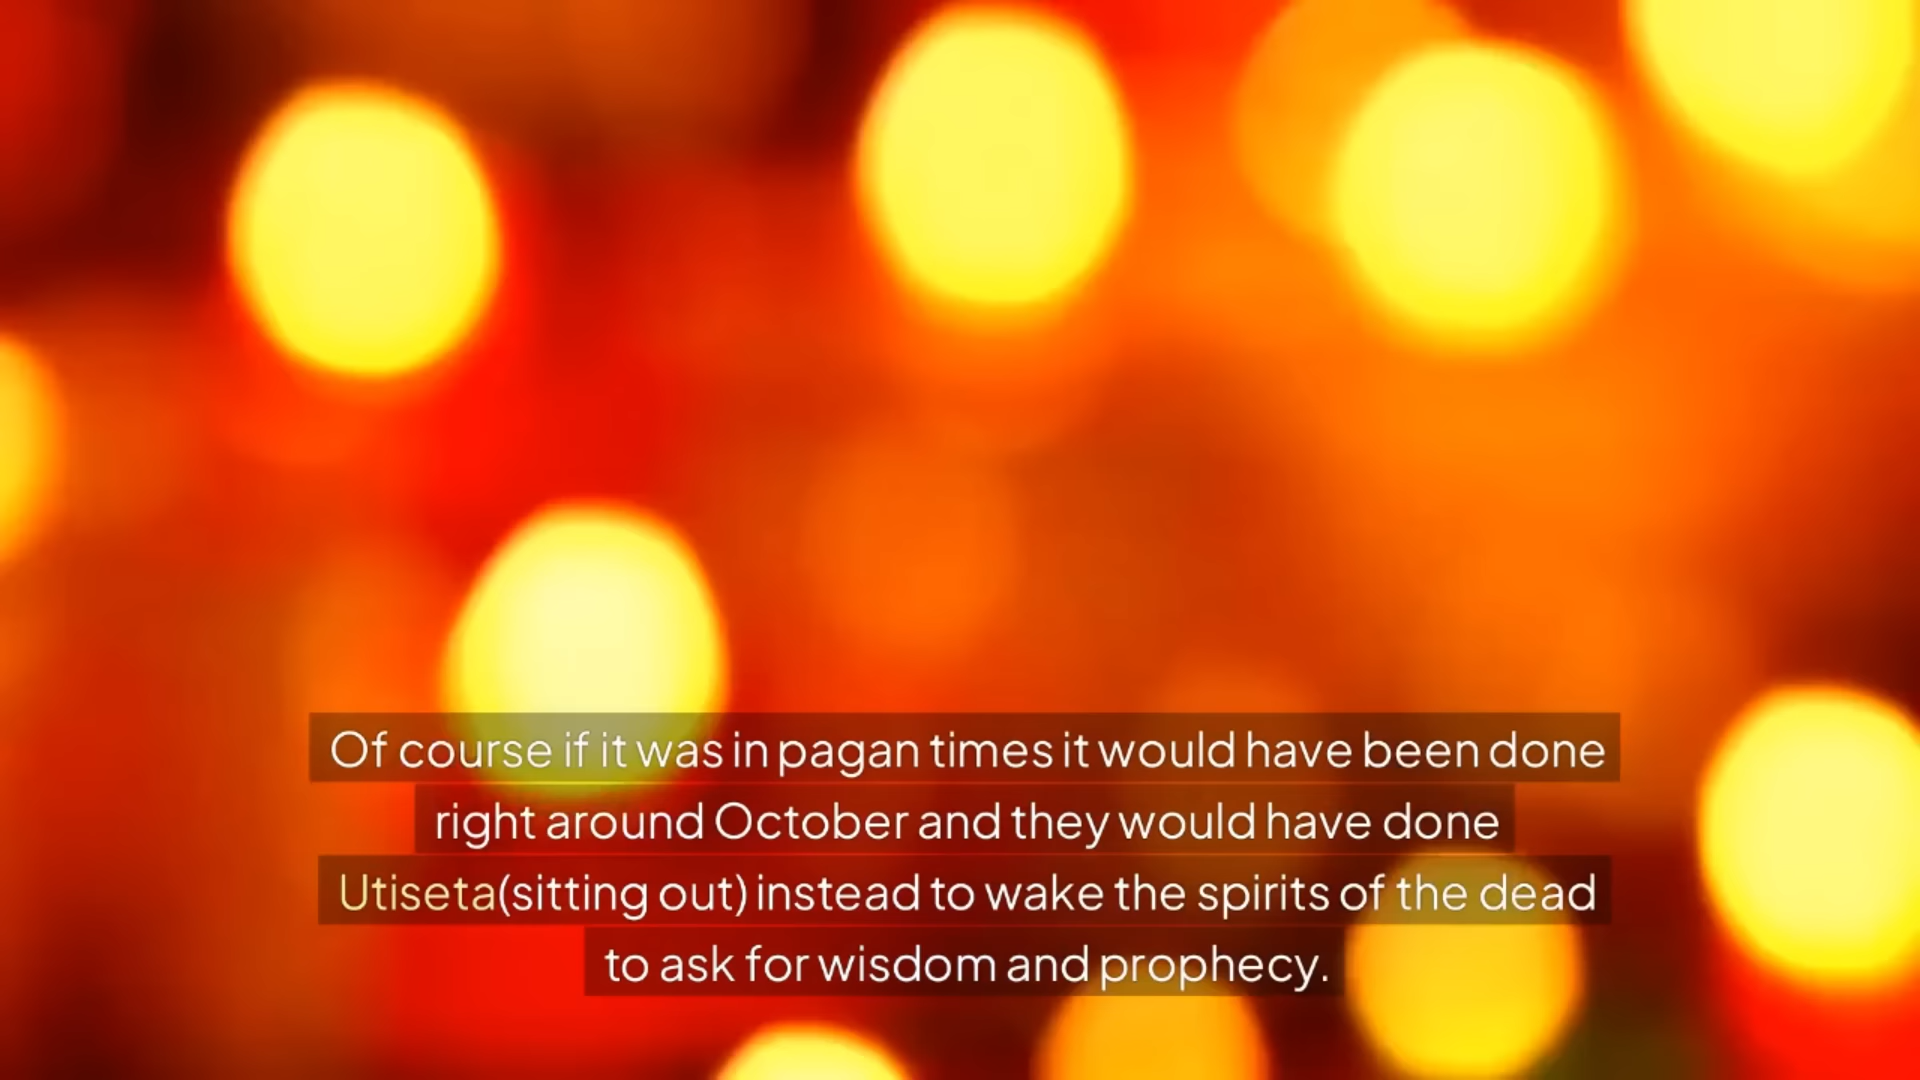 Of course if it was in pagan times it would have been done
right around October and they would have done
Utiseta(sitting out) instead to wake the spirits of the dead
to ask for wisdom and prophecy.